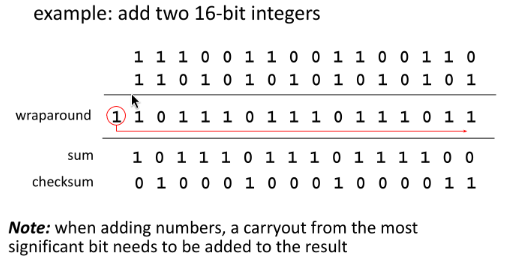 example: add two 16-bit integers
1 1 1 0 0 1 1 0 0 1 1 0 0 1 1 0
1 1 0 1 0 1 0 1 0 1 0 1 0 1 0 1
wraparound 1 1 0 1 1 1 0 1 1 1 0 1 1 1 0 1 1
sum 1 0 1 1 1 0 1 1 1 0 1 1 1 1 0 0
checksum 0 1 0 0 0 1 0 0 0 1 0 0 0 0 1 1
Note: when adding numbers, a carryout from the most
significant bit needs to be added to the result